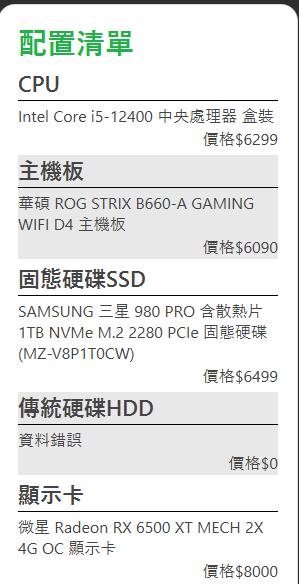 配置清單
CPU
Intel Core i5-12400 中央處理器 盒裝
價格$6299
主機板
華碩 ROG STRIX B660-A GAMING
WIFI D4 主機板
價格$6090
固態硬碟SSD
SAMSUNG 三星 980 PRO 含散熱片
1TB NVMe M.2 2280 PCIe 固態硬碟
(MZ-V8P1T0CW)
價格$6499
傳統硬碟HDD
資料錯誤
價格$0
顯示卡
微星 Radeon RX 6500 XT MECH 2X
4G OC 顯示卡
價格$8000